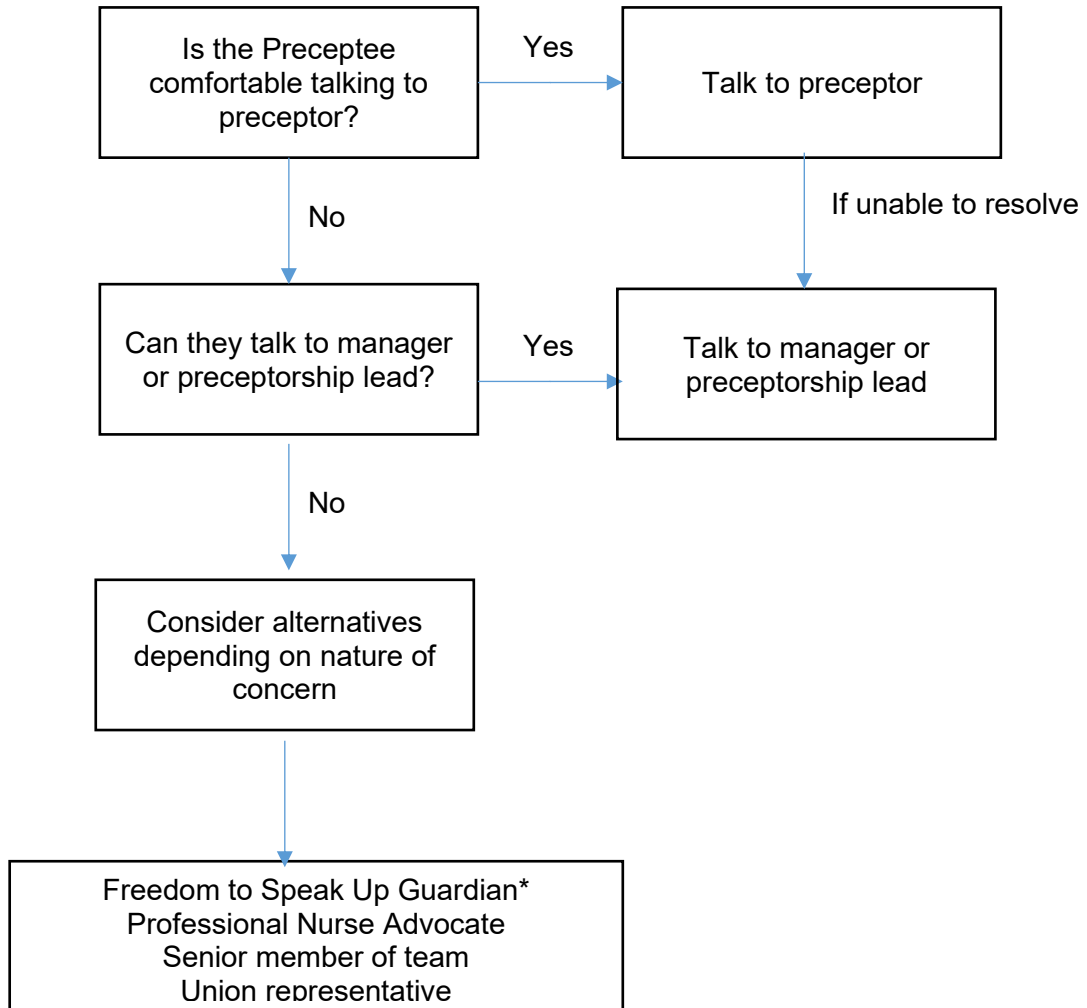 Is the Preceptee
comfortable talking to
preceptor?
Yes
Talk to preceptor
No
If unable to resolve
Can they talk to manager
or preceptorship lead?
Yes
Talk to manager or
preceptorship lead
No
Consider alternatives
depending on nature of
concern
Freedom to Speak Up Guardian*
Professional Nurse Advocate
Senior member of team
Union representative